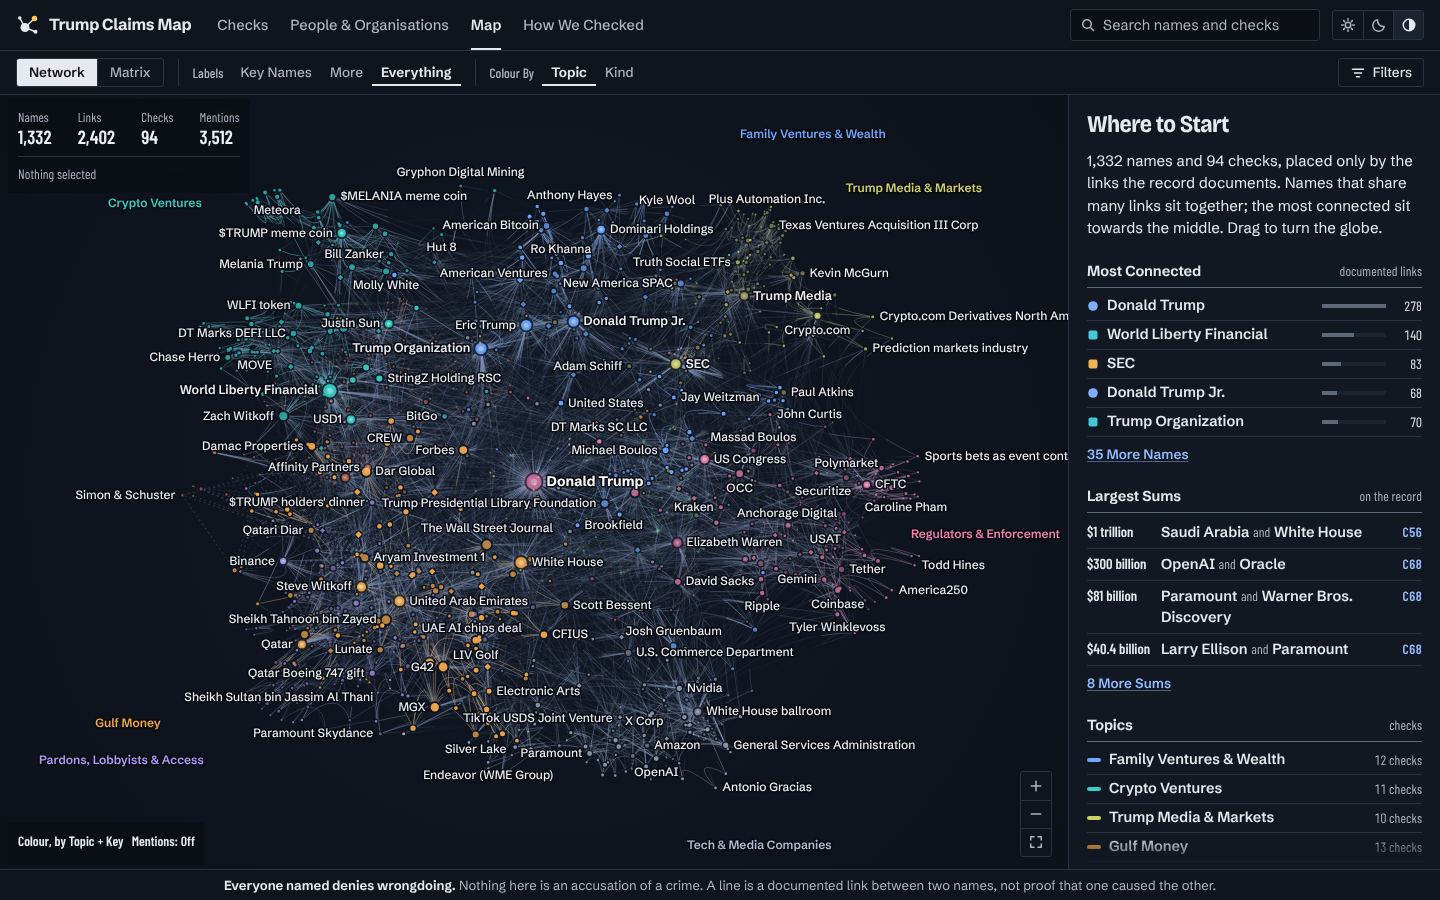 Trump Claims Map
Checks
People & Organisations
Map
How We Checked
Search names and checks
Network
Matrix
Labels
Key Names
More
Everything
Colour By
Topic
Kind
Filters
Names
Links
Checks
Mentions
1,332
2,402
94
3,512
Nothing selected
Family Ventures & Wealth
Gryphon Digital Mining
Trump Media & Markets
$MELANIA meme coin
Anthony Hayes
Kyle Wool
Plus Automation Inc.
Crypto Ventures
Meteora
American Bitcoin
Dominari Holdings
Texas Ventures Acquisition III Corp
$TRUMP meme coin
Hut 8
Ro Khanna
Bill Zanker
Truth Social ETFs
Melania Trump
American Ventures
Kevin McGurn
Molly White
New America SPAC
Trump Media
WLFI token
Justin Sun
Eric Trump
Donald Trump Jr.
Crypto.com Derivatives North Am
DT Marks DEFI LLC
Crypto.com
Trump Organization
Prediction markets industry
Chase Herro
MOVE
Adam Schiff
SEC
StringZ Holding RSC
World Liberty Financial
Paul Atkins
Jay Weitzman
United States
Zach Witkoff
USD1
BitGo
John Curtis
DT Marks SC LLC
CREW
Massad Boulos
Damac Properties
Forbes
Michael Boulos
US Congress
Sports bets as event cont
Affinity Partners
Dar Global
Polymarket
Donald Trump
CFTC
OCC
Securitize
Simon & Schuster
$TRUMP holders' dinner
Trump Presidential Library Foundation
Kraken
Caroline Pham
Anchorage Digital
Qatari Diar
The Wall Street Journal
Brookfield
Regulators & Enforcement
Elizabeth Warren
USAT
Binance
Aryam Investment 1
White House
Todd Hines
Tether
Steve Witkoff
David Sacks
Gemini
America250
United Arab Emirates
Scott Bessent
Ripple
Coinbase
Sheikh Tahnoon bin Zayed
UAE AI chips deal
CFIUS
Josh Gruenbaum
Tyler Winklevoss
Qatar
Lunate
LIV Golf
U.S. Commerce Department
G42
Qatar Boeing 747 gift
Electronic Arts
Nvidia
Sheikh Sultan bin Jassim Al Thani
MGX
White House ballroom
TikTok USDS Joint Venture
X Corp
Gulf Money
Paramount Skydance
Silver Lake
Paramount
Amazon
General Services Administration
Pardons, Lobbyists & Access
Endeavor (WME Group)
OpenAI
Antonio Gracias
Tech & Media Companies
Colour, by Topic + Key
Mentions: Off
Where to Start
1,332 names and 94 checks, placed only by the
links the record documents. Names that share
many links sit together; the most connected sit
towards the middle. Drag to turn the globe.
Most Connected
documented links
Donald Trump
278
World Liberty Financial
140
SEC
83
Donald Trump Jr.
68
Trump Organization
70
35 More Names
Largest Sums
on the record
$1 trillion
Saudi Arabia and White House
C56
$300 billion
OpenAI and Oracle
C68
$81 billion
Paramount and Warner Bros.
Discovery
C68
$40.4 billion
Larry Ellison and Paramount
C68
8 More Sums
Topics
checks
Family Ventures & Wealth
12 checks
Crypto Ventures
11 checks
Trump Media & Markets
10 checks
Gulf Money
13 checks
Everyone named denies wrongdoing. Nothing here is an accusation of a crime. A line is a documented link between two names, not proof that one caused the other.